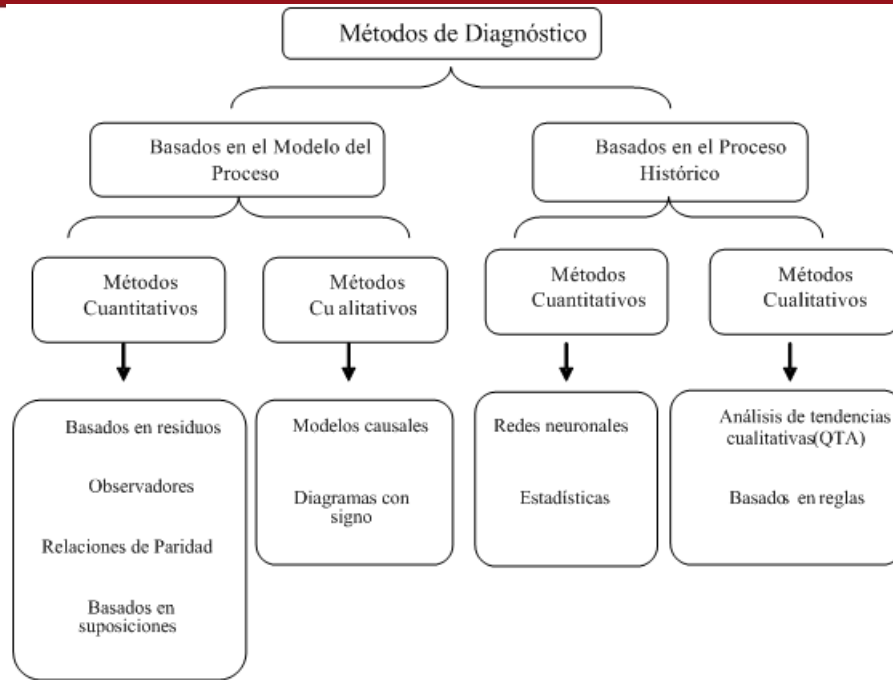 Métodos de Diagnóstico
Basados en el Modelo del
Proceso
Basados en el Proceso
Histórico
Métodos
Cuantitativos
Métodos
Cu alitativos
Métodos
Cuantitativos
Métodos
Cualitativos
Basados en residuos
Observadores
Relaciones de Paridad
Basados en
suposiciones
Modelos causales
Diagramas con
signo
Redes neuronales
Estadísticas
Análisis de tendencias
cualitativas(QTA)
Basados en reglas